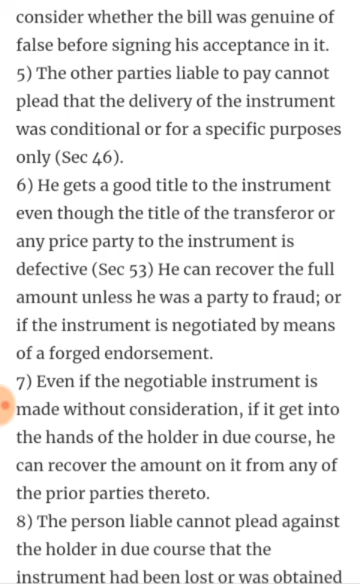 consider whether the bill was genuine of
false before signing his acceptance in it.
5) The other parties liable to pay cannot
plead that the delivery of the instrument
was conditional or for a specific purposes
only (Sec 46).
6) He gets a good title to the instrument
even though the title of the transferor or
any price party to the instrument is
defective (Sec 53) He can recover the full
amount unless he was a party to fraud; or
if the instrument is negotiated by means
of a forged endorsement.
7) Even if the negotiable instrument is
made without consideration, if it get into
the hands of the holder in due course, he
can recover the amount on it from any of
the prior parties thereto.
8) The person liable cannot plead against
the holder in due course that the
instrument had been lost or was obtained